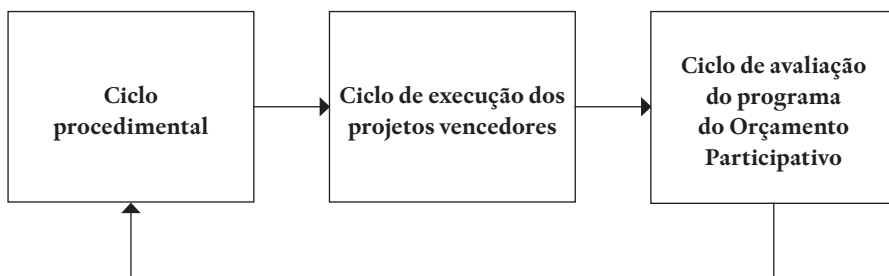 Ciclo
procedimental
Ciclo de execução dos
projetos vencedores
Ciclo de avaliação
do programa
do Orçamento
Participativo